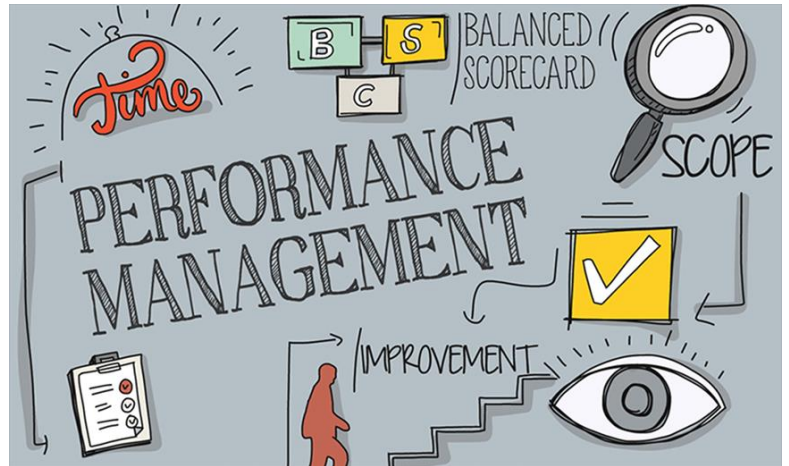 Time
B
S
C
BALANCED
SCORECARD
SCOPE
PERFORMANCE
MANAGEMENT
IMPROVEMENT